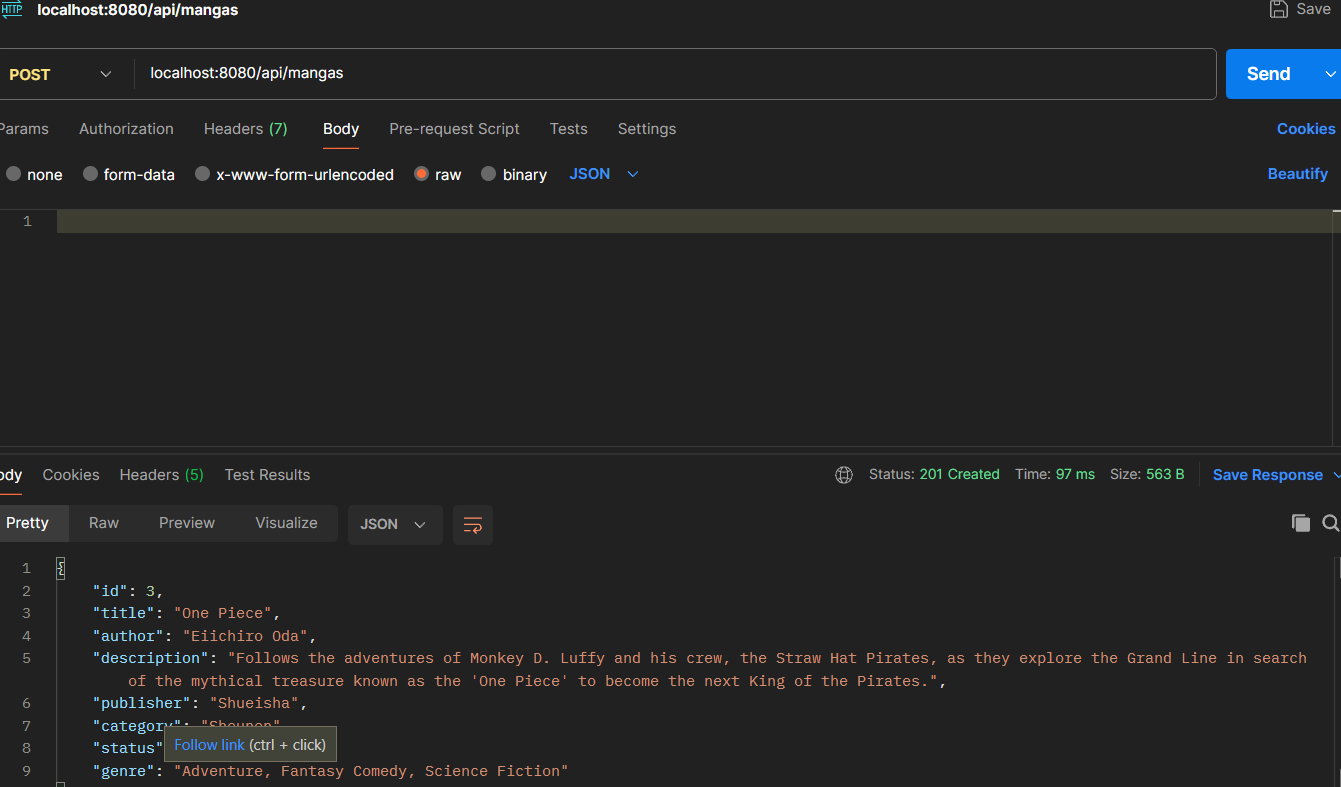 HTTP localhost:8080/api/mangas Save
POST localhost:8080/api/mangas Send
Params Authorization Headers (7) Body Pre-request Script Tests Settings Cookies
none form-data x-www-form-urlencoded raw binary JSON Beautify
1
Body Cookies Headers (5) Test Results Status: 201 Created Time: 97 ms Size: 563 B Save Response
Pretty Raw Preview Visualize JSON
1 {
2 "id": 3,
3 "title": "One Piece",
4 "author": "Eiichiro Oda",
5 "description": "Follows the adventures of Monkey D. Luffy and his crew, the Straw Hat Pirates, as they explore the Grand Line in search
of the mythical treasure known as the 'One Piece' to become the next King of the Pirates.",
6 "publisher": "Shueisha",
7 "category": "Shounen"
8 "status"
Follow link (ctrl + click)
9 "genre": "Adventure, Fantasy Comedy, Science Fiction"